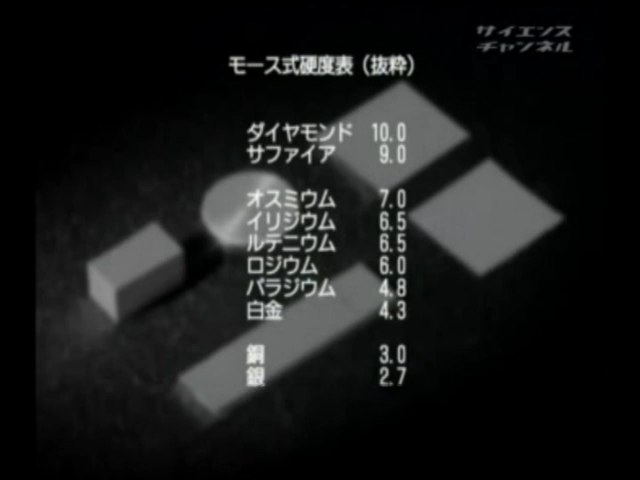 サイエンス
チャンネル
モース式硬度表（抜粋）
ダイヤモンド 10.0
サファイア 9.0
オスミウム 7.0
イリジウム 6.5
ルテニウム 6.5
ロジウム 6.0
パラジウム 4.8
白金 4.3
銅 3.0
銀 2.7